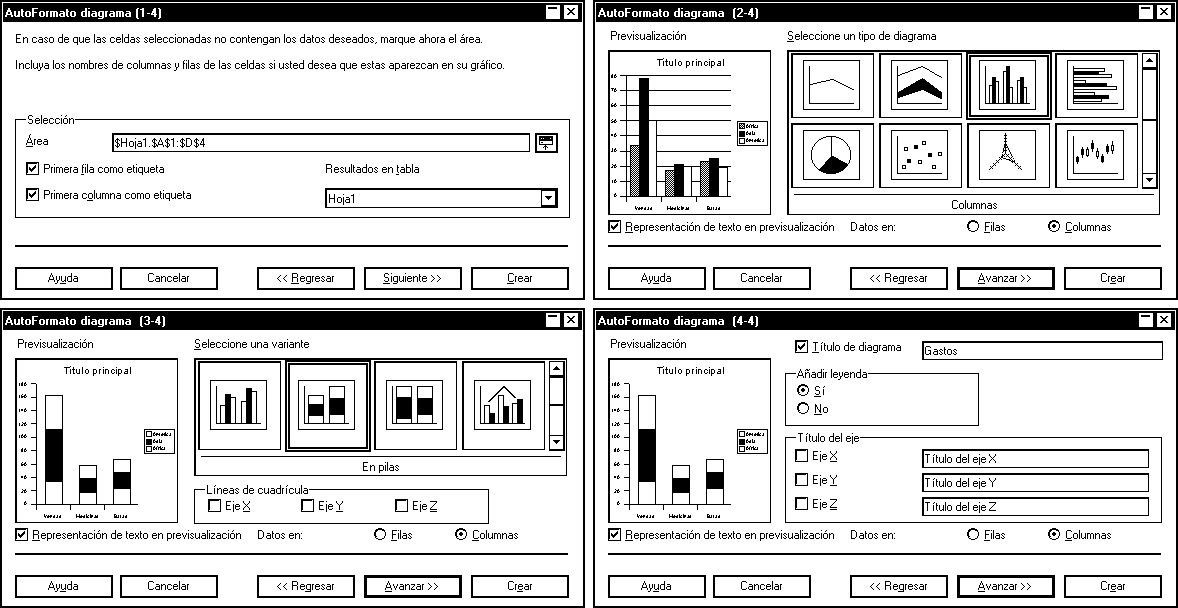 AutoFormato diagrama (1-4)
En caso de que las celdas seleccionadas no contengan los datos deseados, marque ahora el área.
Incluya los nombres de columnas y filas de las celdas si usted desea que estas aparezcan en su gráfico.
Selección
Área
$Hoja1.$A$1:$D$4
Primera fila como etiqueta
Resultados en tabla
Primera columna como etiqueta
Hoja1
Ayuda
Cancelar
<< Regresar
Siguiente >>
Crear
AutoFormato diagrama (2-4)
Previsualización
Seleccione un tipo de diagrama
Título principal
Columnas
Representación de texto en previsualización
Datos en:
Filas
Columnas
Ayuda
Cancelar
<< Regresar
Avanzar >>
Crear
AutoFormato diagrama (3-4)
Previsualización
Seleccione una variante
Título principal
En pilas
Líneas de cuadrícula
Eje X
Eje Y
Eje Z
Representación de texto en previsualización
Datos en:
Filas
Columnas
Ayuda
Cancelar
<< Regresar
Avanzar >>
Crear
AutoFormato diagrama (4-4)
Previsualización
Título de diagrama
Gastos
Título principal
Añadir leyenda
Sí
No
Título del eje
Eje X
Título del eje X
Eje Y
Título del eje Y
Eje Z
Título del eje Z
Representación de texto en previsualización
Datos en:
Filas
Columnas
Ayuda
Cancelar
<< Regresar
Avanzar >>
Crear